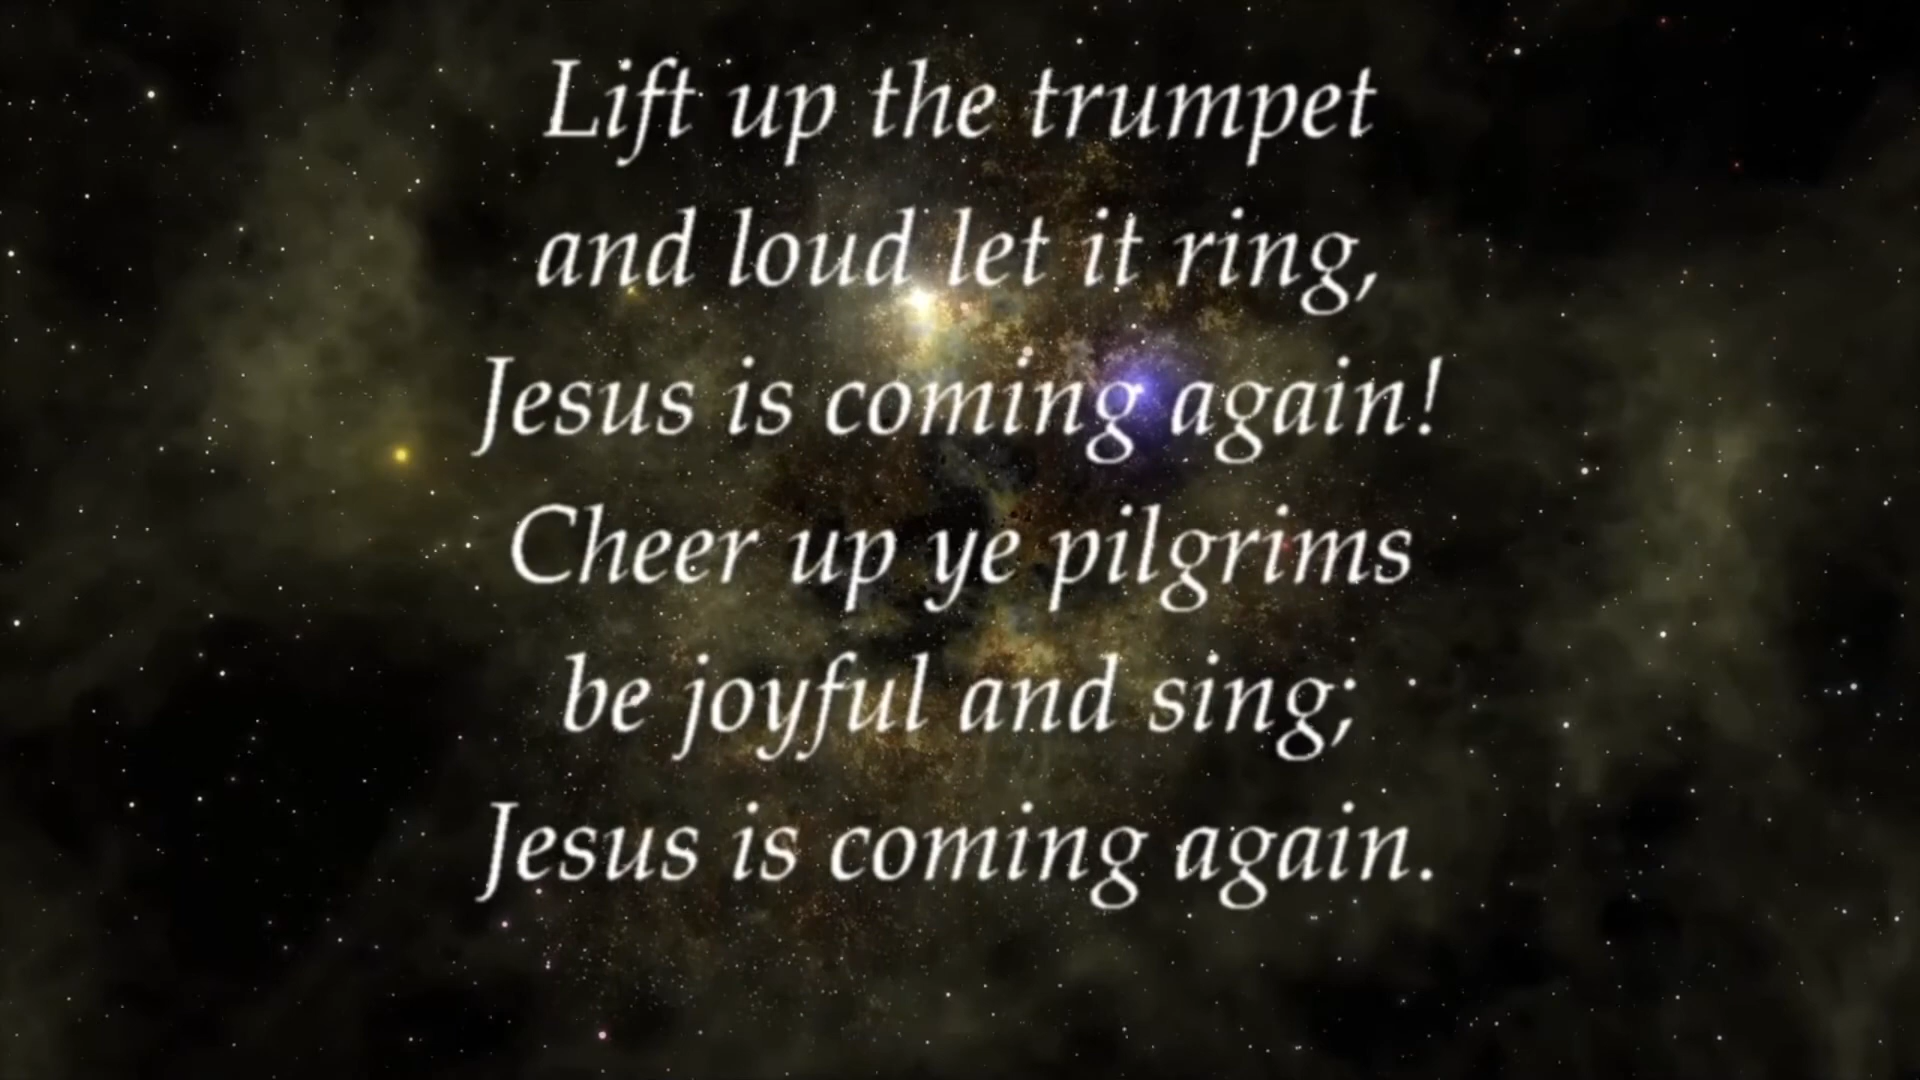 Lift up the trumpet
and loud let it ring,
Jesus is coming again!
Cheer up ye pilgrims
be joyful and sing;
Jesus is coming again.